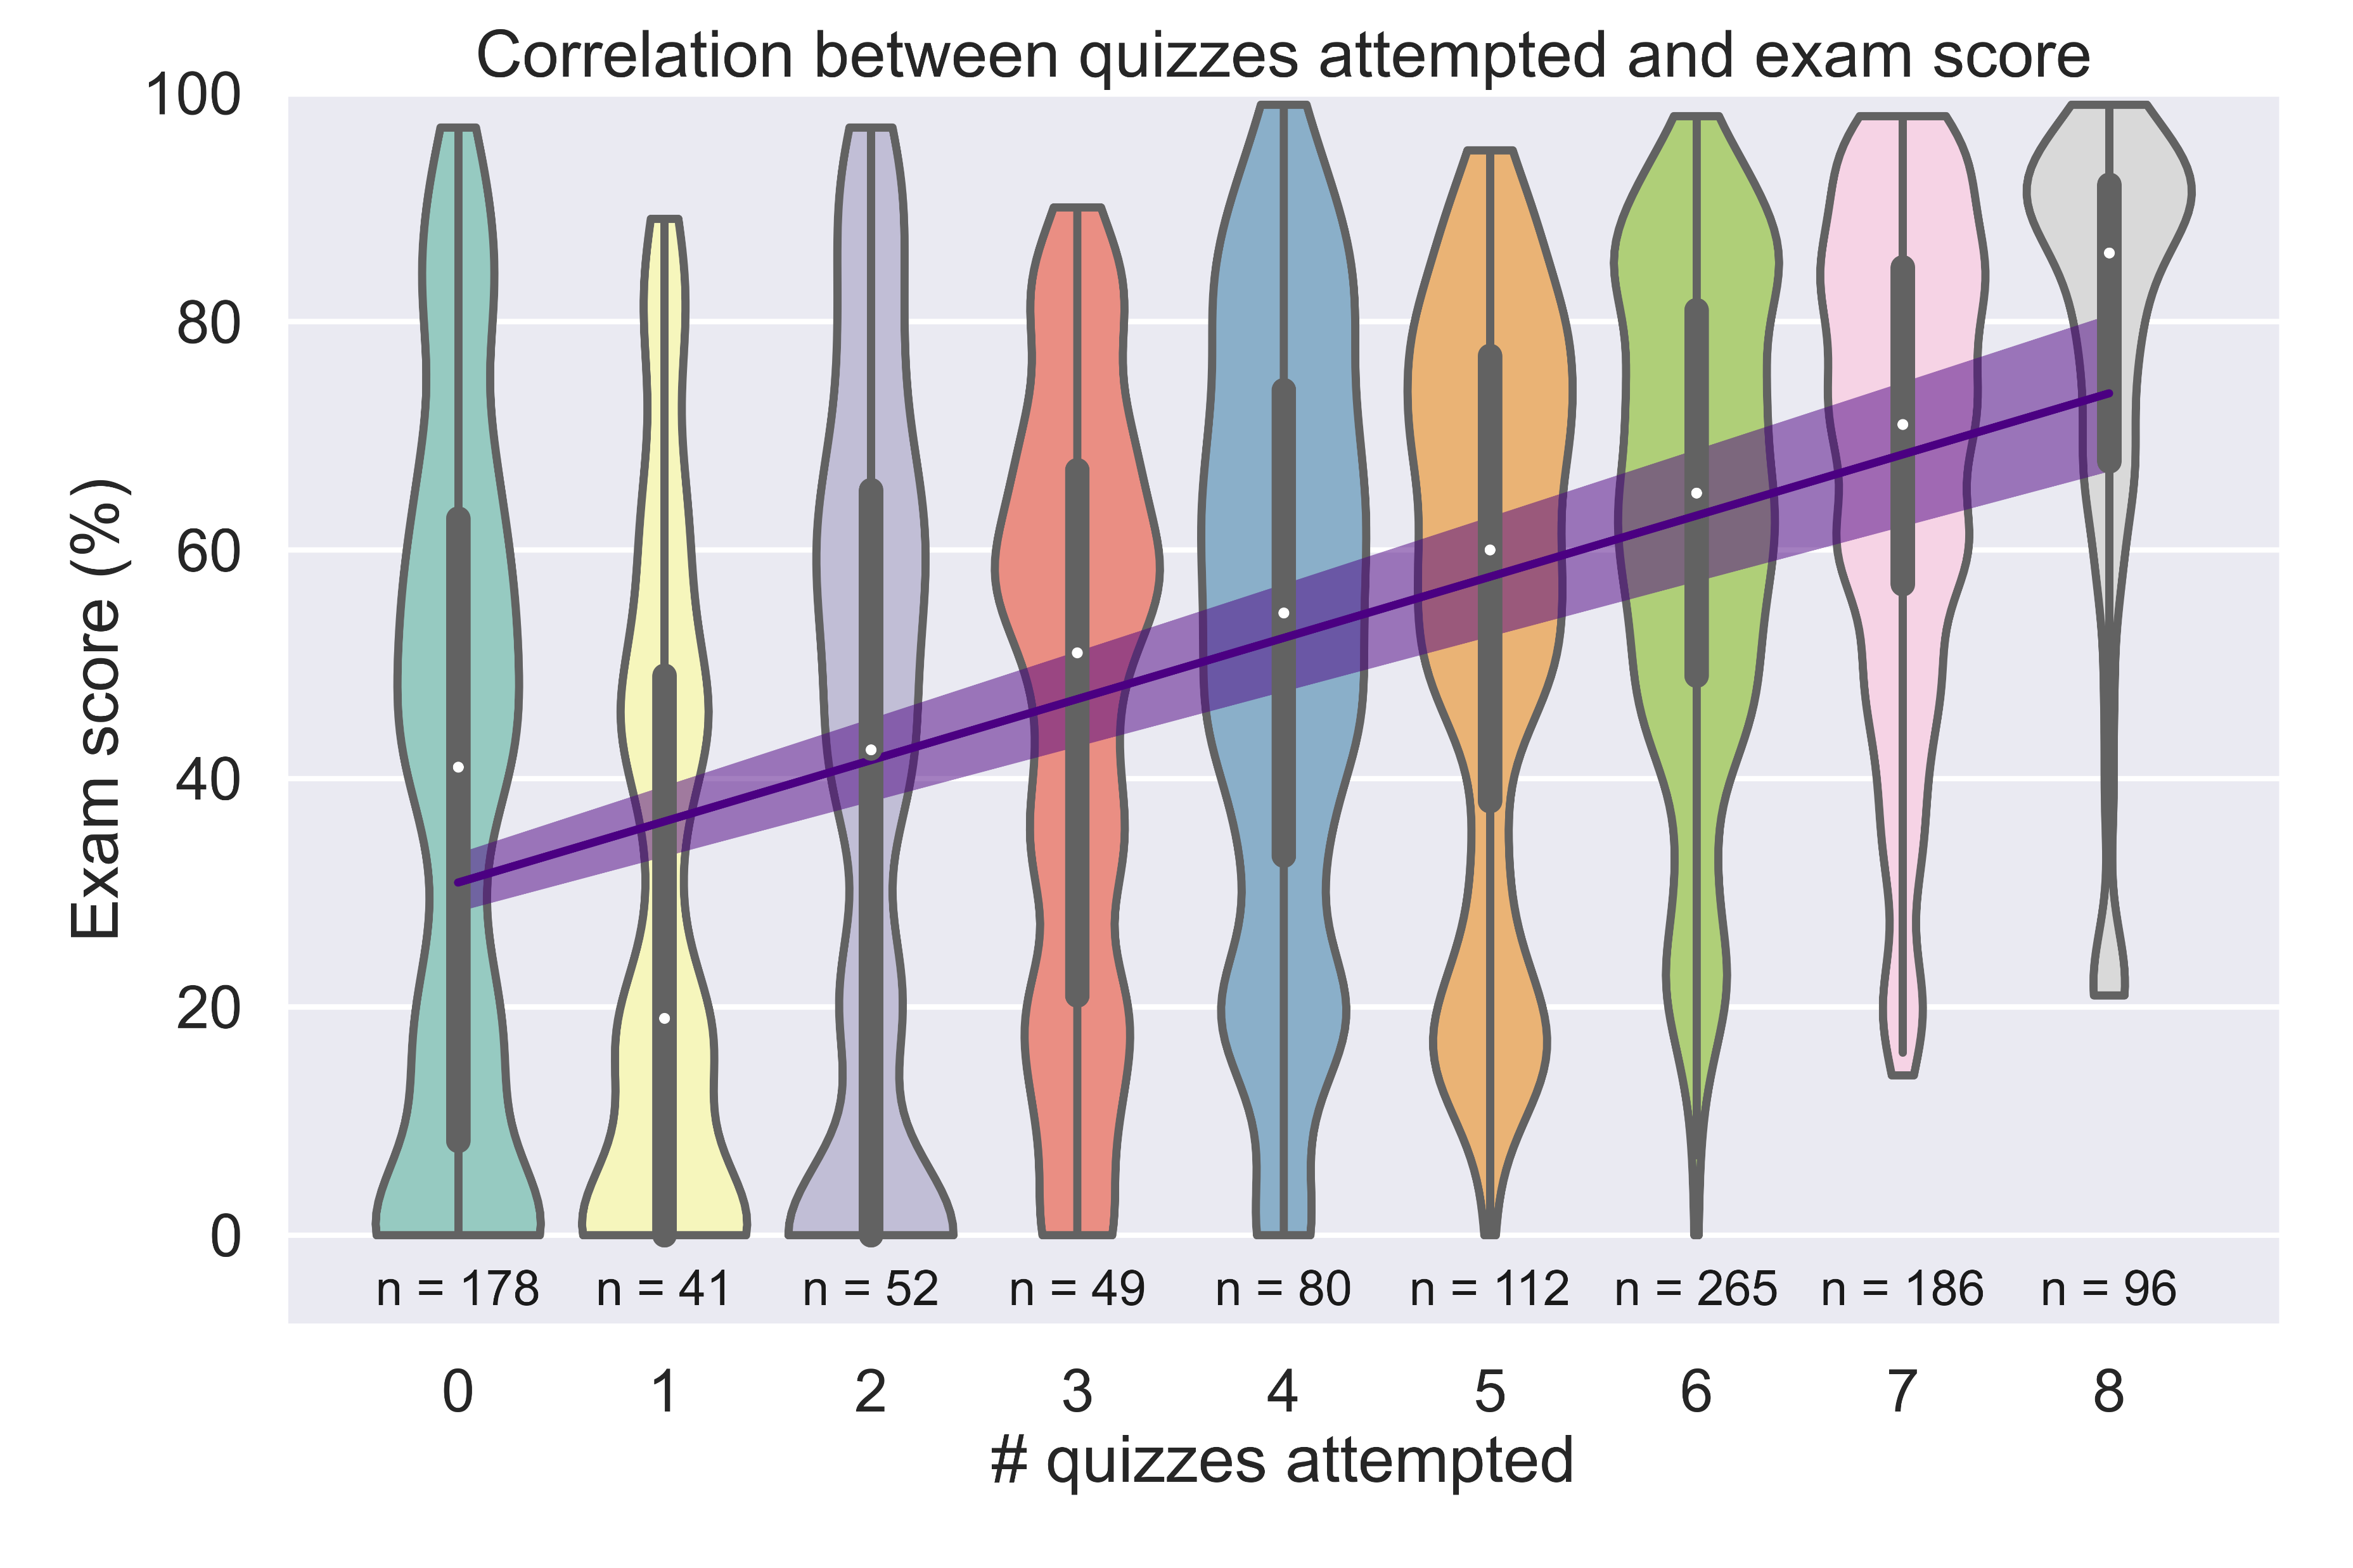 Correlation between quizzes attempted and exam score
100
80
60
40
20
0
Exam score (%)
n = 178 n = 41 n = 52 n = 49 n = 80 n = 112 n = 265 n = 186 n = 96
0 1 2 3 4 5 6 7 8
# quizzes attempted